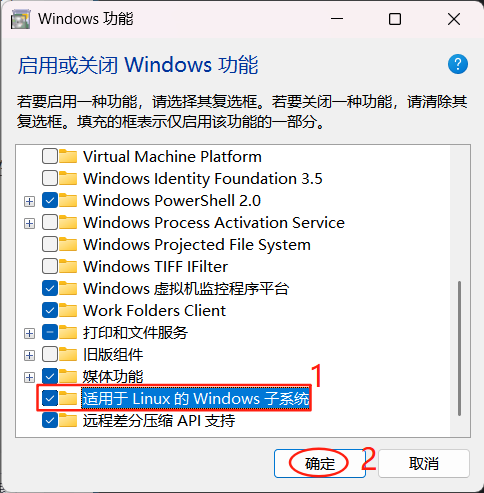 Windows 功能
启用或关闭 Windows 功能
?
若要启用一种功能，请选择其复选框。若要关闭一种功能，请清除其
复选框。填充的框表示仅启用该功能的一部分。
Virtual Machine Platform
Windows Identity Foundation 3.5
Windows PowerShell 2.0
Windows Process Activation Service
Windows Projected File System
Windows TIFF IFilter
Windows 虚拟机监控程序平台
Work Folders Client
打印和文件服务
旧版组件
媒体功能
1
适用于 Linux 的 Windows 子系统
远程差分压缩 API 支持
确定 2 取消